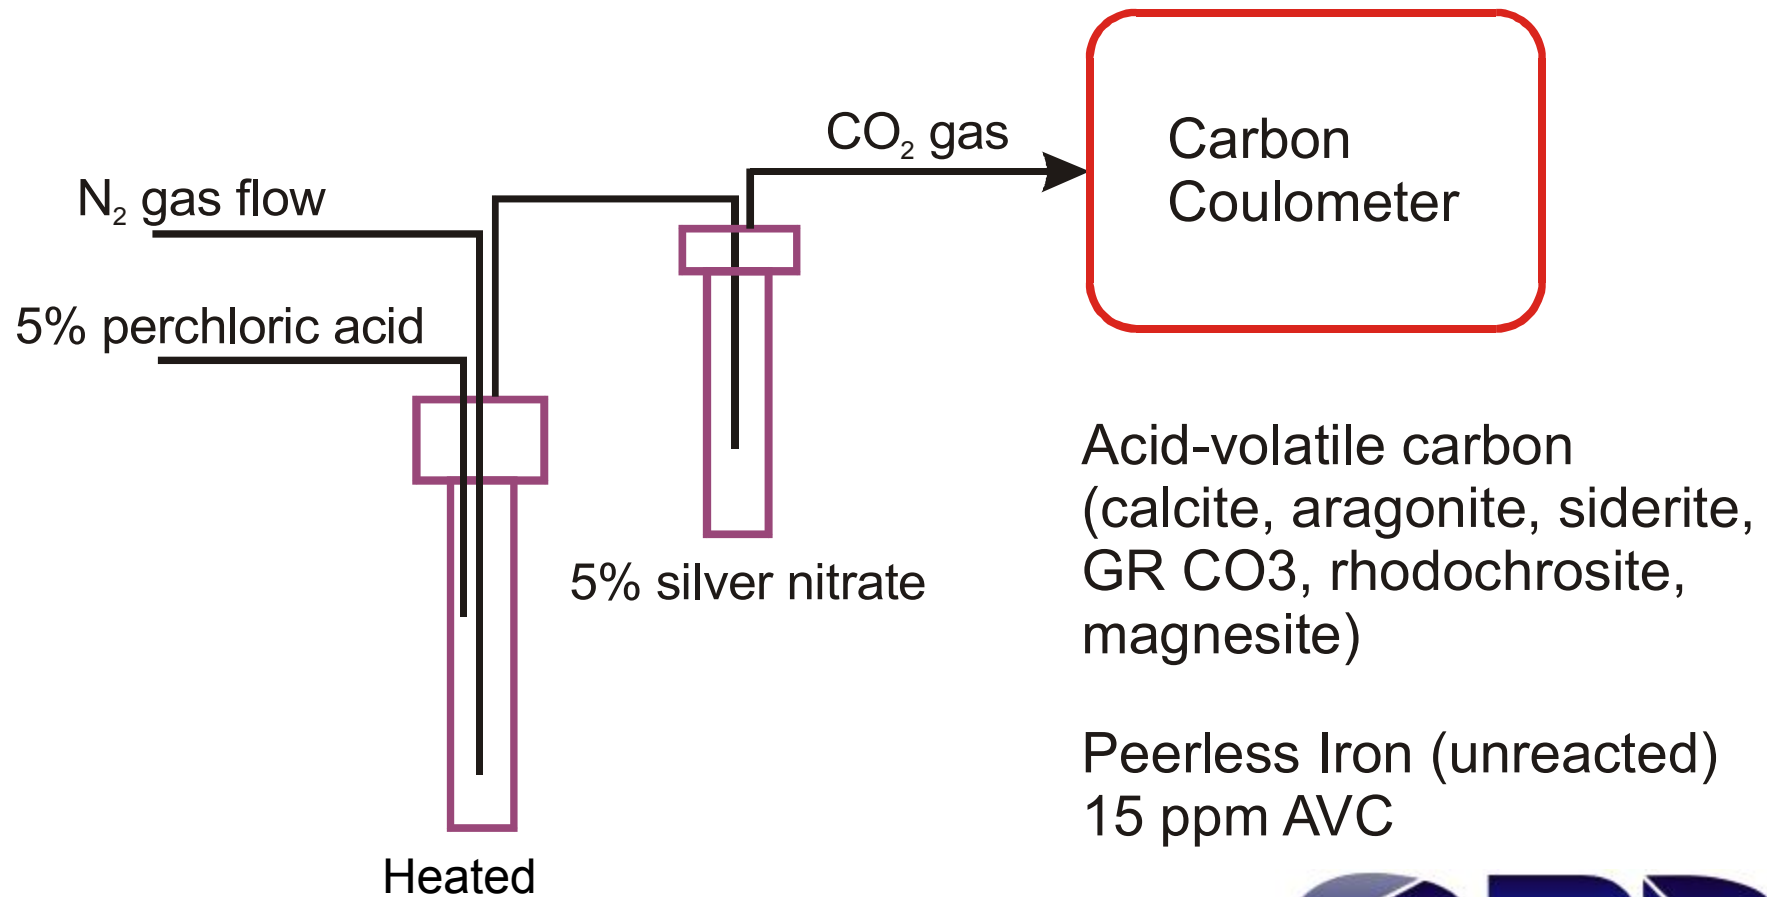 CO₂ gas
Carbon
Coulometer
N₂ gas flow
5% perchloric acid
Acid-volatile carbon
(calcite, aragonite, siderite,
GR CO3, rhodochrosite,
magnesite)
5% silver nitrate
Peerless Iron (unreacted)
15 ppm AVC
Heated